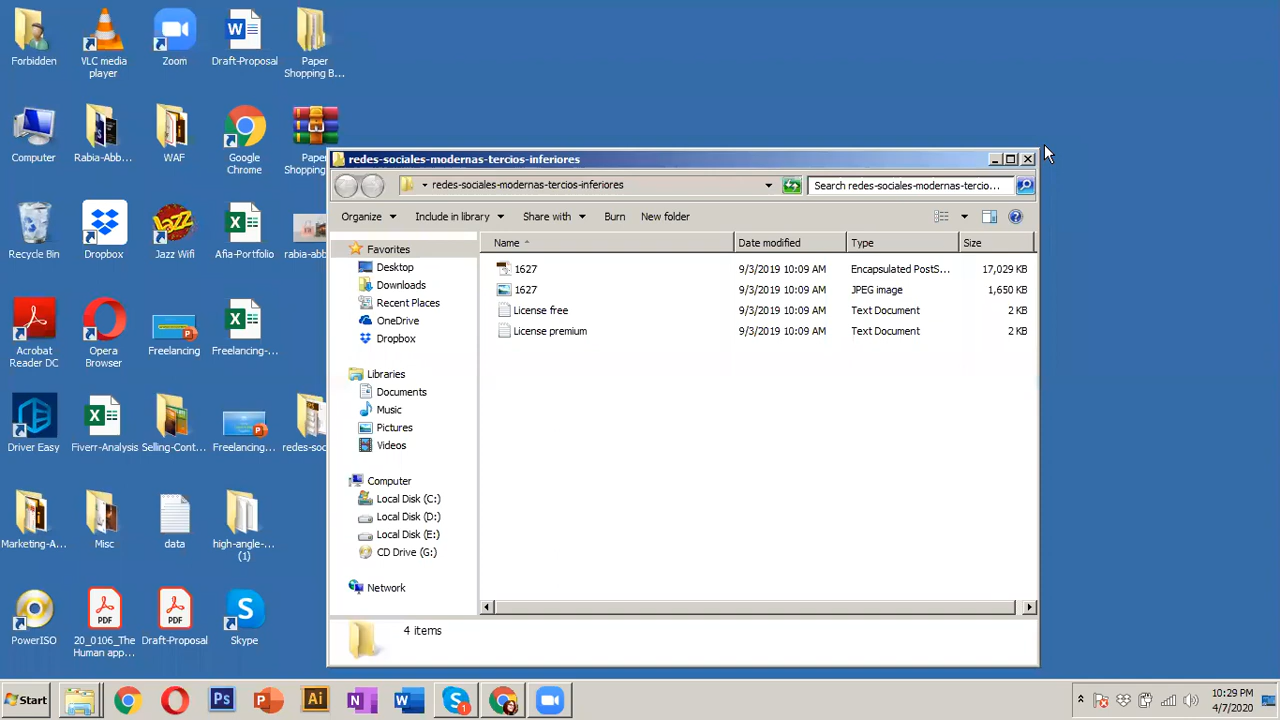 Forbidden
VLC media
player
Zoom
Draft-Proposal
Paper
Shopping B...
Computer
Rabia-Abb...
WAF
Google
Chrome
Paper
Shopping
Recycle Bin
Dropbox
Jazz Wifi
Afia-Portfolio
rabia-abb
Acrobat
Reader DC
Opera
Browser
Freelancing
Freelancing-...
Driver Easy
Fiverr-Analysis
Selling-Cont...
Freelancing...
redes-soc
Marketing-A...
Misc
data
high-angle-...
(1)
PowerISO
PDF
20_0106_The
Human app...
PDF
Draft-Proposal
Skype
redes-sociales-modernas-tercios-inferiores
redes-sociales-modernas-tercios-inferiores
Search redes-sociales-modernas-tercio...
Organize
Include in library
Share with
Burn
New folder
Favorites
Desktop
Downloads
Recent Places
OneDrive
Dropbox
Libraries
Documents
Music
Pictures
Videos
Computer
Local Disk (C:)
Local Disk (D:)
Local Disk (E:)
CD Drive (G:)
Network
Name Date modified Type Size
1627 9/3/2019 10:09 AM Encapsulated PostS... 17,029 KB
1627 9/3/2019 10:09 AM JPEG image 1,650 KB
License free 9/3/2019 10:09 AM Text Document 2 KB
License premium 9/3/2019 10:09 AM Text Document 2 KB
4 items
Start
Ps
Ai
10:29 PM
4/7/2020